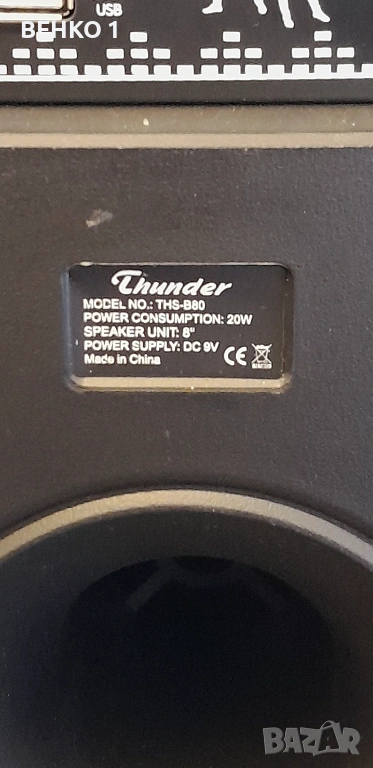 USB
ВЕНКО 1
Thunder
MODEL NO.: THS-B80
POWER CONSUMPTION: 20W
SPEAKER UNIT: 8"
POWER SUPPLY: DC 9V
Made in China
CE
BAZAR